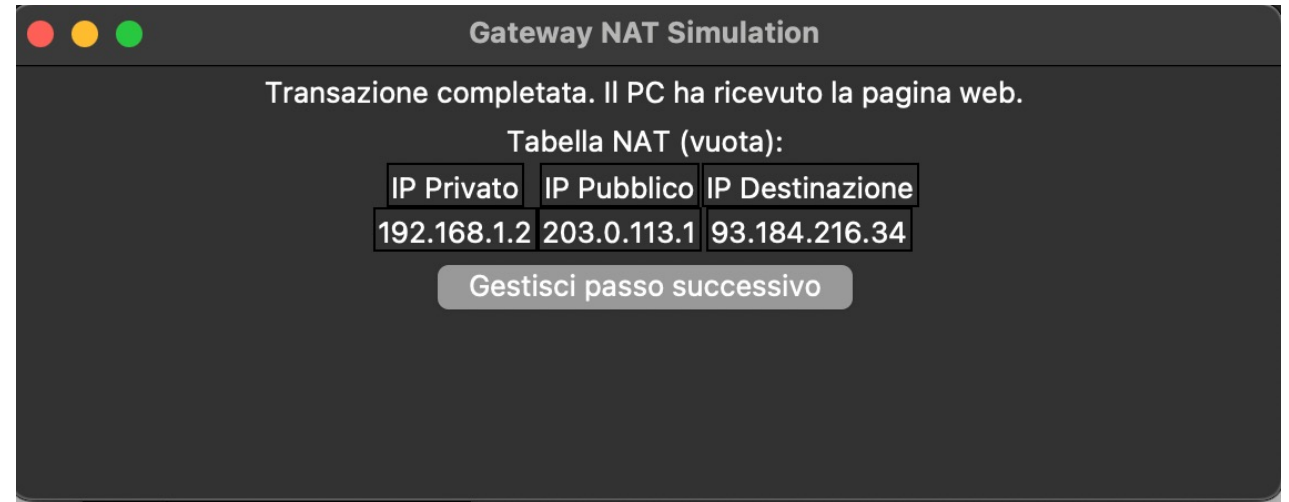 Gateway NAT Simulation
Transazione completata. Il PC ha ricevuto la pagina web.
Tabella NAT (vuota):
IP Privato IP Pubblico IP Destinazione
192.168.1.2 203.0.113.1 93.184.216.34
Gestisci passo successivo